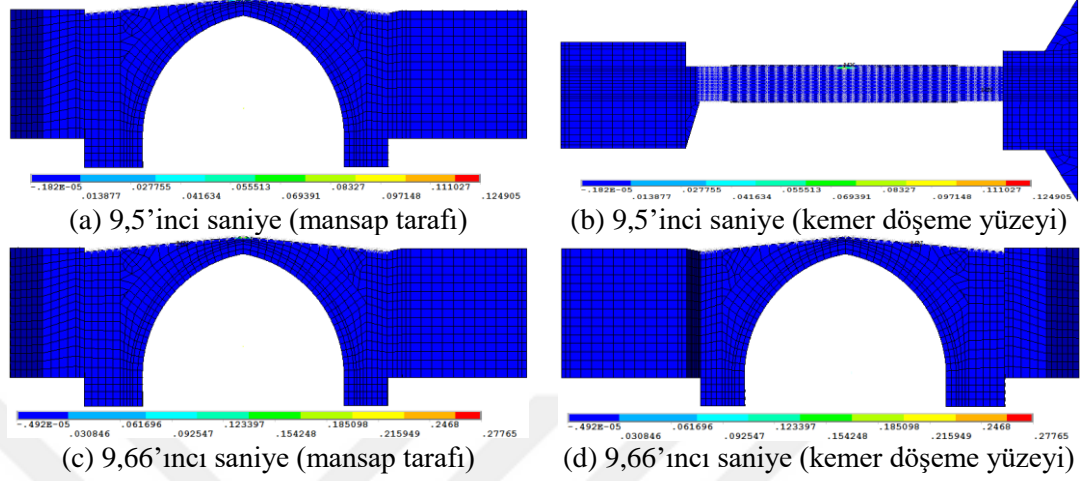 -.182E-05 .027755 .055513 .08327 .111027
.013877 .041634 .069391 .097148 .124905
(a) 9,5’inci saniye (mansap tarafı)
-.182E-05 .027755 .055513 .08327 .111027
.013877 .041634 .069391 .097148 .124905
(b) 9,5’inci saniye (kemer döşeme yüzeyi)
-.492E-05 .061696 .123397 .185098 .2468
.030846 .092547 .154248 .215949 .27765
(c) 9,66’ıncı saniye (mansap tarafı)
-.492E-05 .061696 .123397 .185098 .2468
.030846 .092547 .154248 .215949 .27765
(d) 9,66’ıncı saniye (kemer döşeme yüzeyi)